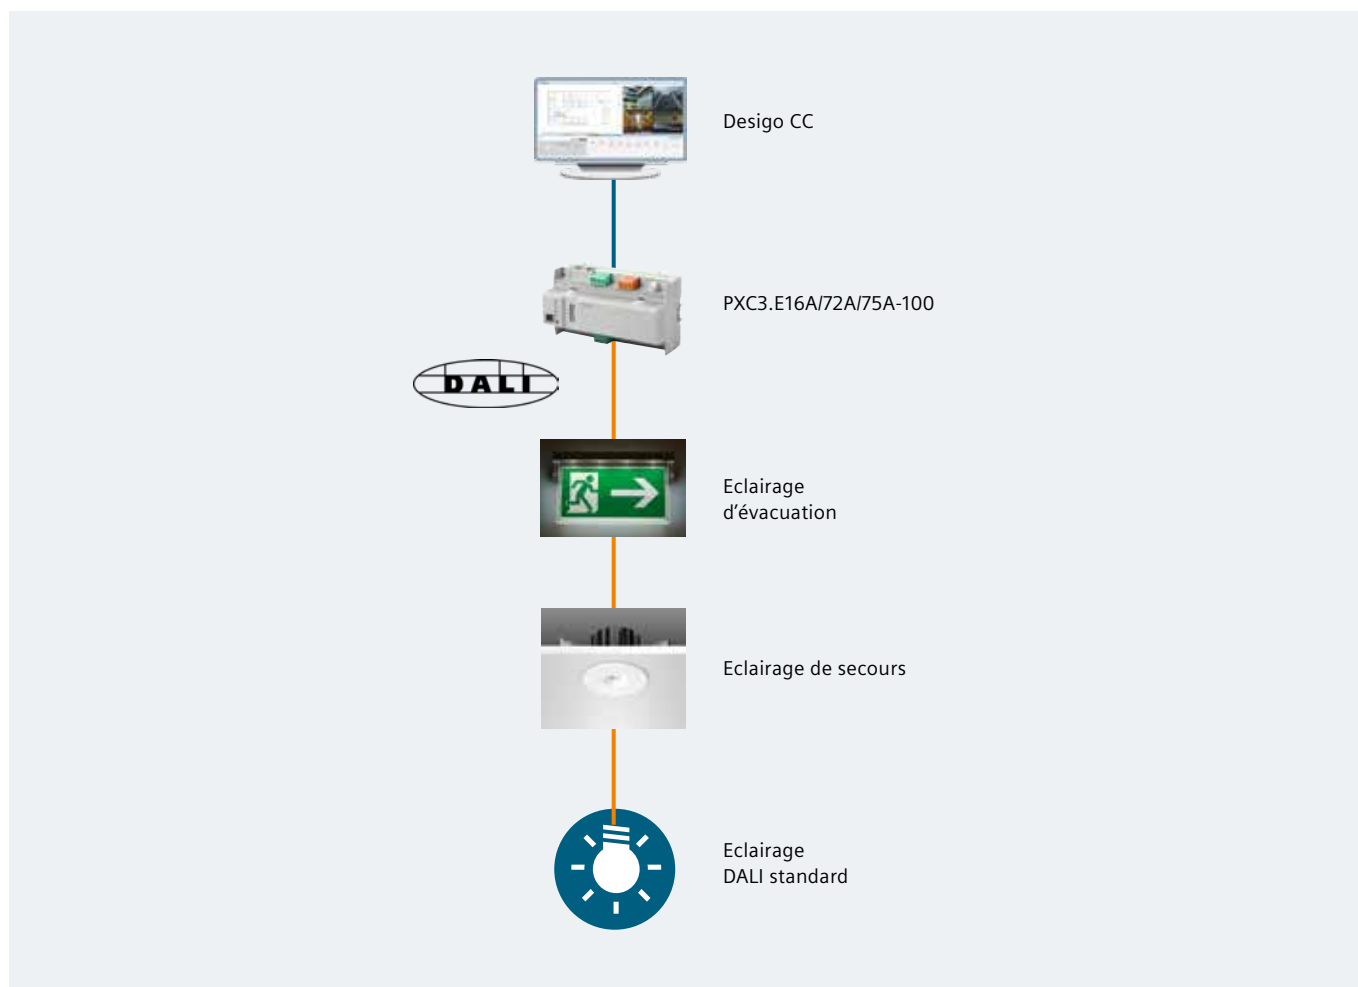 Desigo CC
PXC3.E16A/72A/75A-100
DALI
Eclairage
d’évacuation
Eclairage de secours
Eclairage
DALI standard